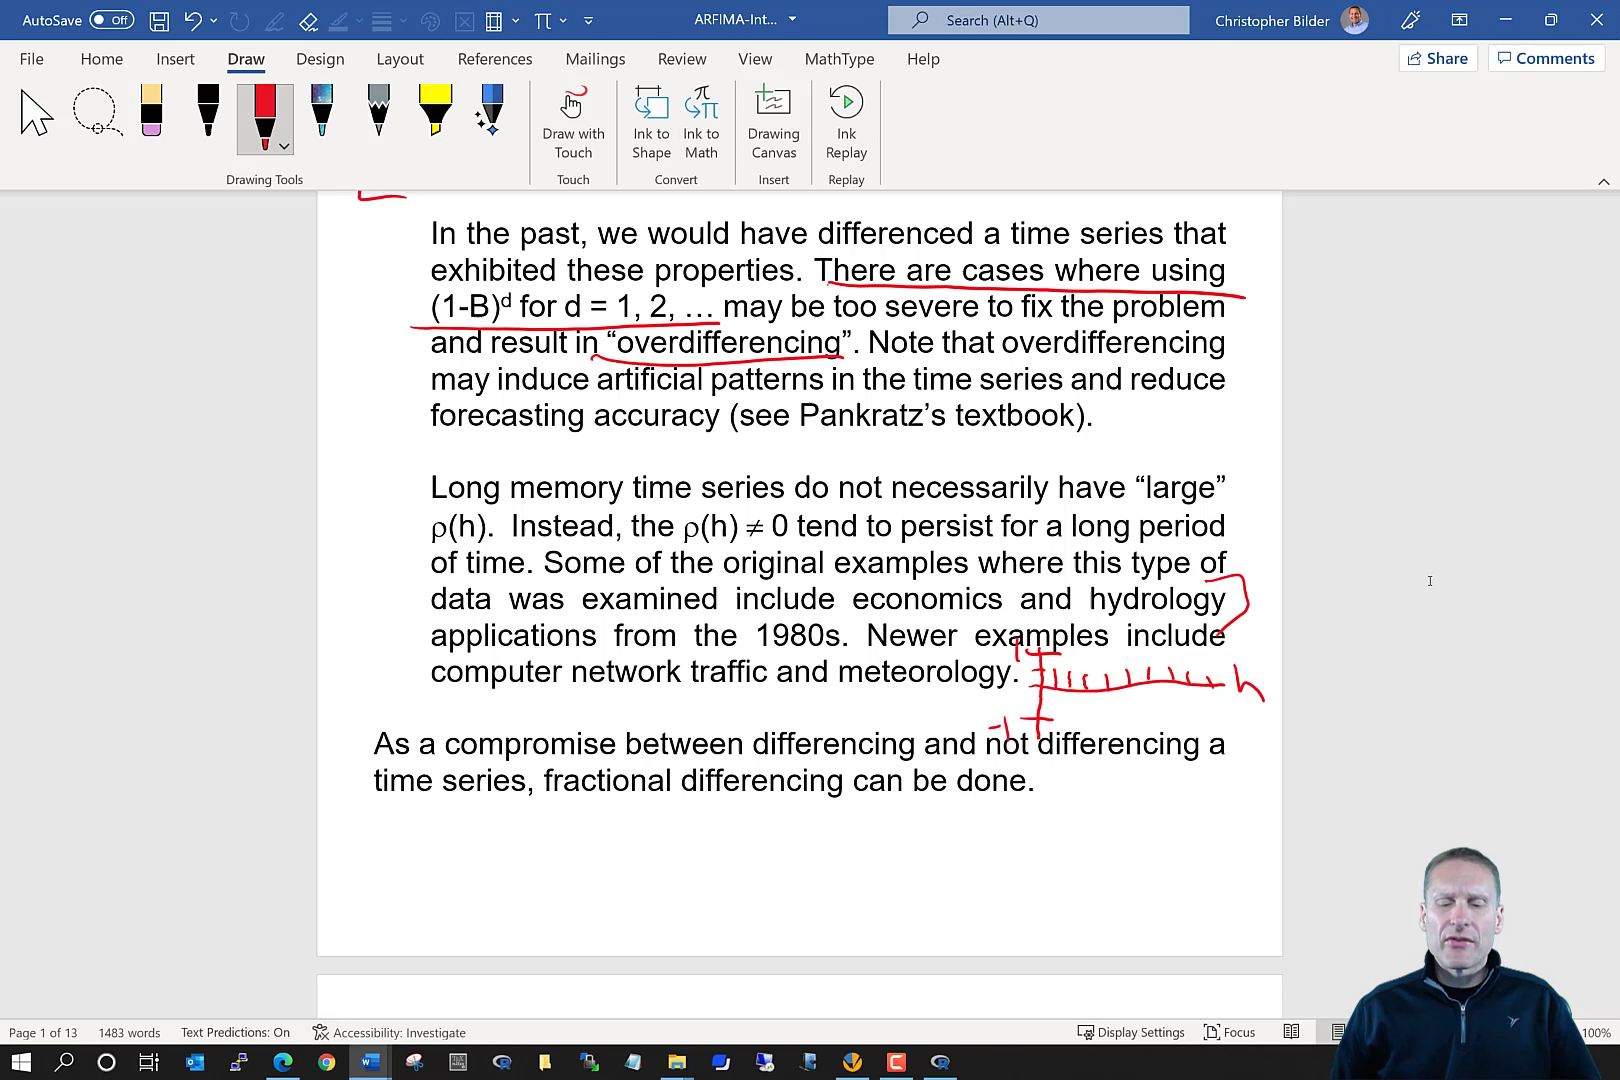 AutoSave Off ARFIMA-Int... Search (Alt+Q) Christopher Bilder
File Home Insert Draw Design Layout References Mailings Review View MathType Help Share Comments
Draw with Touch
Ink to Shape
Ink to Math
Drawing Canvas
Ink Replay
Drawing Tools Touch Convert Insert Replay
In the past, we would have differenced a time series that
exhibited these properties. There are cases where using
(1-B)^d for d = 1, 2, … may be too severe to fix the problem
and result in “overdifferencing”. Note that overdifferencing
may induce artificial patterns in the time series and reduce
forecasting accuracy (see Pankratz’s textbook).
Long memory time series do not necessarily have “large”
ρ(h). Instead, the ρ(h) ≠ 0 tend to persist for a long period
of time. Some of the original examples where this type of
data was examined include economics and hydrology
applications from the 1980s. Newer examples include
computer network traffic and meteorology.
1
h
-1
As a compromise between differencing and not differencing a
time series, fractional differencing can be done.
Page 1 of 13 1483 words Text Predictions: On Accessibility: Investigate Display Settings Focus 100%